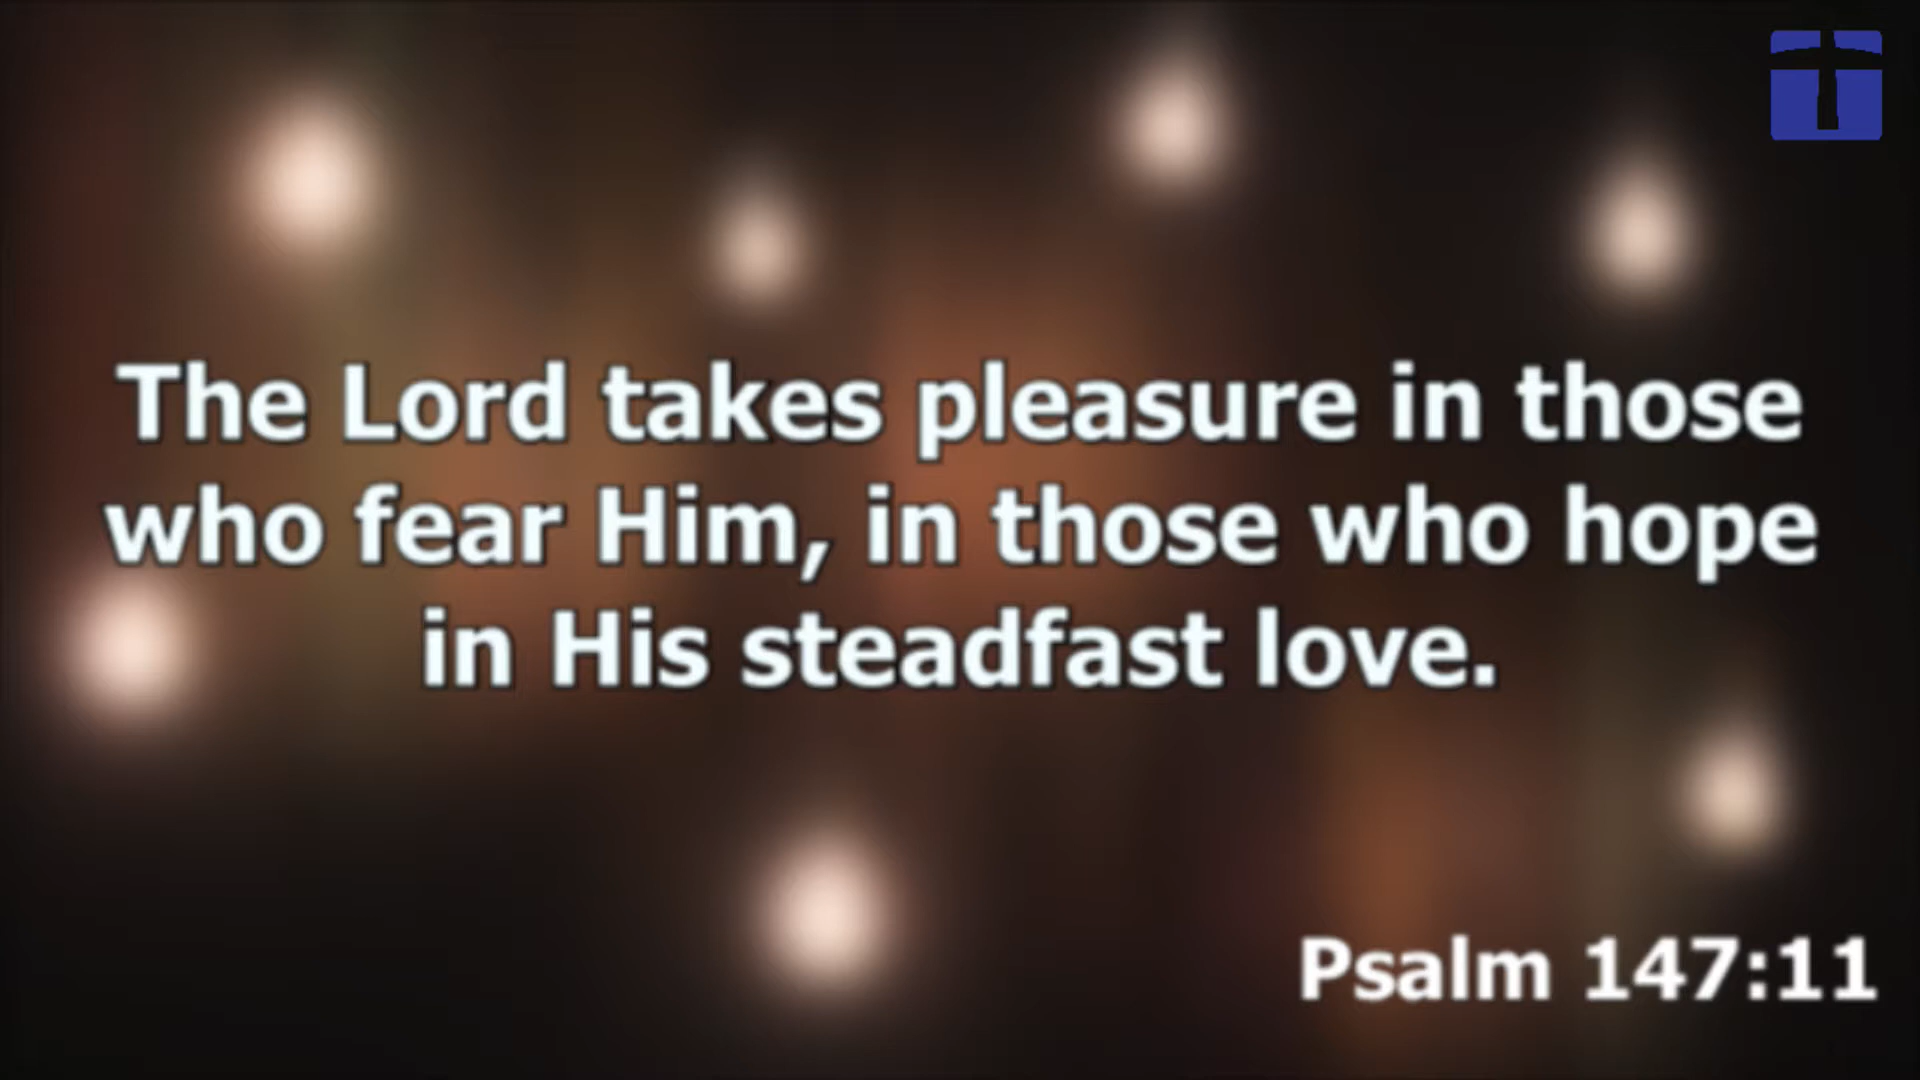 The Lord takes pleasure in those
who fear Him, in those who hope
in His steadfast love.
Psalm 147:11